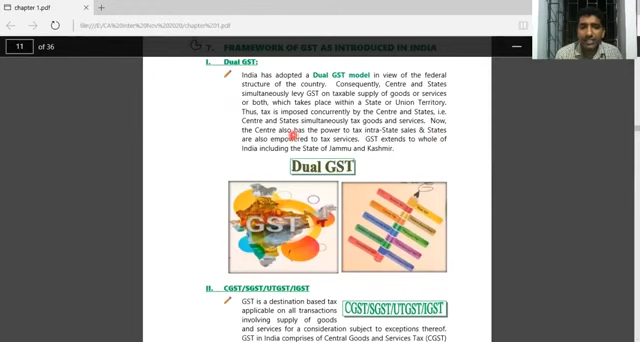 chapter 1.pdf
file:///E:/CA%20Inter%20Nov%202020/chapter%201.pdf
11 of 36
7. FRAMEWORK OF GST AS INTRODUCED IN INDIA
I. Dual GST:
India has adopted a Dual GST model in view of the federal
structure of the country. Consequently, Centre and States
simultaneously levy GST on taxable supply of goods or services
or both, which takes place within a State or Union Territory.
Thus, tax is imposed concurrently by the Centre and States, i.e.
Centre and States simultaneously tax goods and services. Now,
the Centre also has the power to tax intra-State sales & States
are also empowered to tax services. GST extends to whole of
India including the State of Jammu and Kashmir.
Dual GST
GST
II. CGST/SGST/UTGST/IGST
GST is a destination based tax
applicable on all transactions
involving supply of goods
and services for a consideration subject to exceptions thereof.
GST in India comprises of Central Goods and Services Tax (CGST)
CGST/SGST/UTGST/IGST